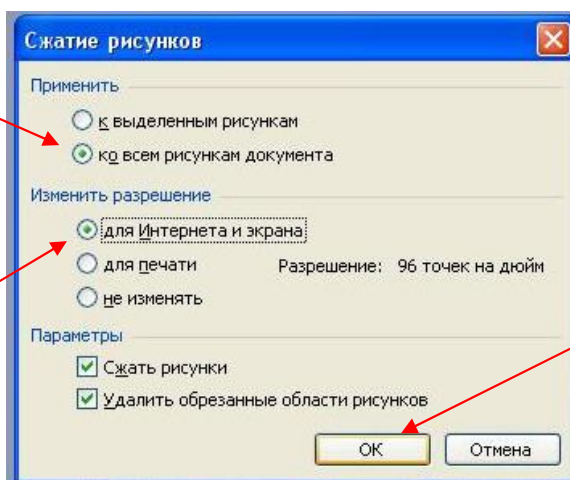 Сжатие рисунков
Применить
к выделенным рисункам
ко всем рисункам документа
Изменить разрешение
для Интернета и экрана
для печати Разрешение: 96 точек на дюйм
не изменять
Параметры
Сжать рисунки
Удалить обрезанные области рисунков
ОК Отмена